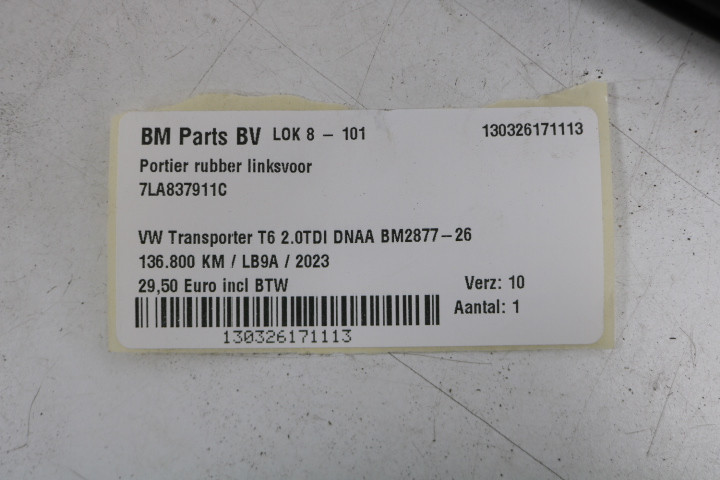 BM Parts BV LOK 8 - 101 130326171113
Portier rubber linksvoor
7LA837911C
VW Transporter T6 2.0TDI DNAA BM2877-26
136.800 KM / LB9A / 2023
29,50 Euro incl BTW Verz: 10
Aantal: 1
130326171113